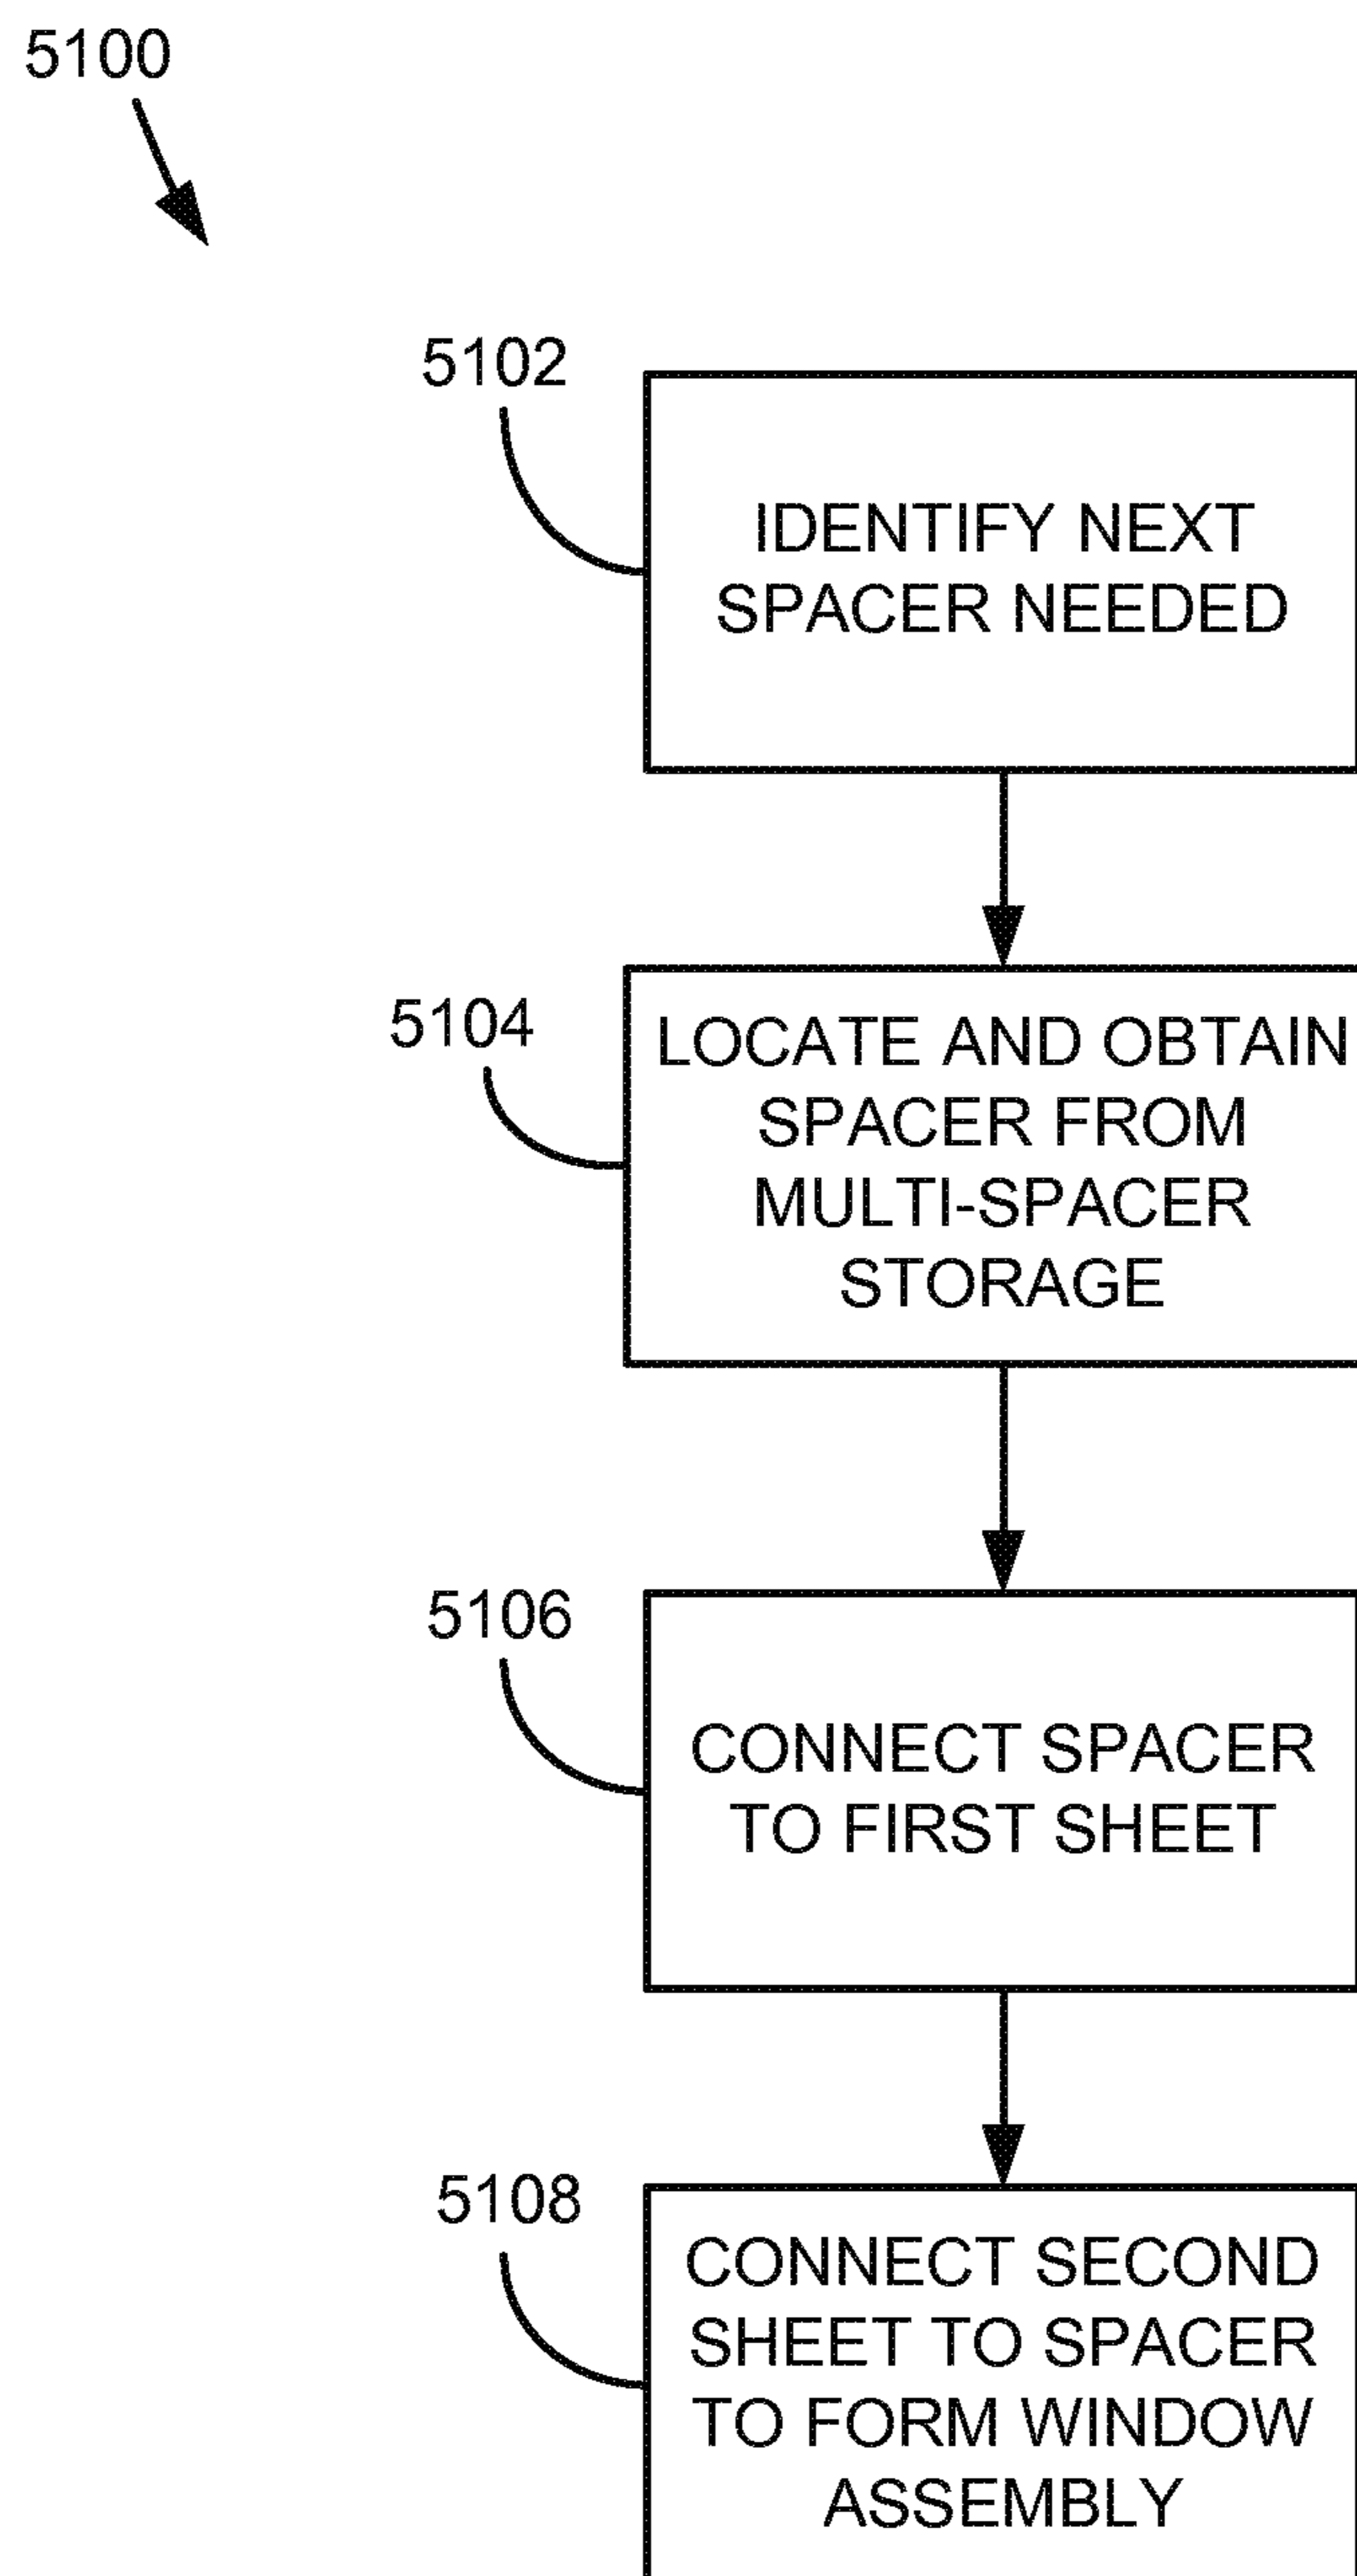 5100
5102
IDENTIFY NEXT
SPACER NEEDED
5104
LOCATE AND OBTAIN
SPACER FROM
MULTI-SPACER
STORAGE
5106
CONNECT SPACER
TO FIRST SHEET
5108
CONNECT SECOND
SHEET TO SPACER
TO FORM WINDOW
ASSEMBLY